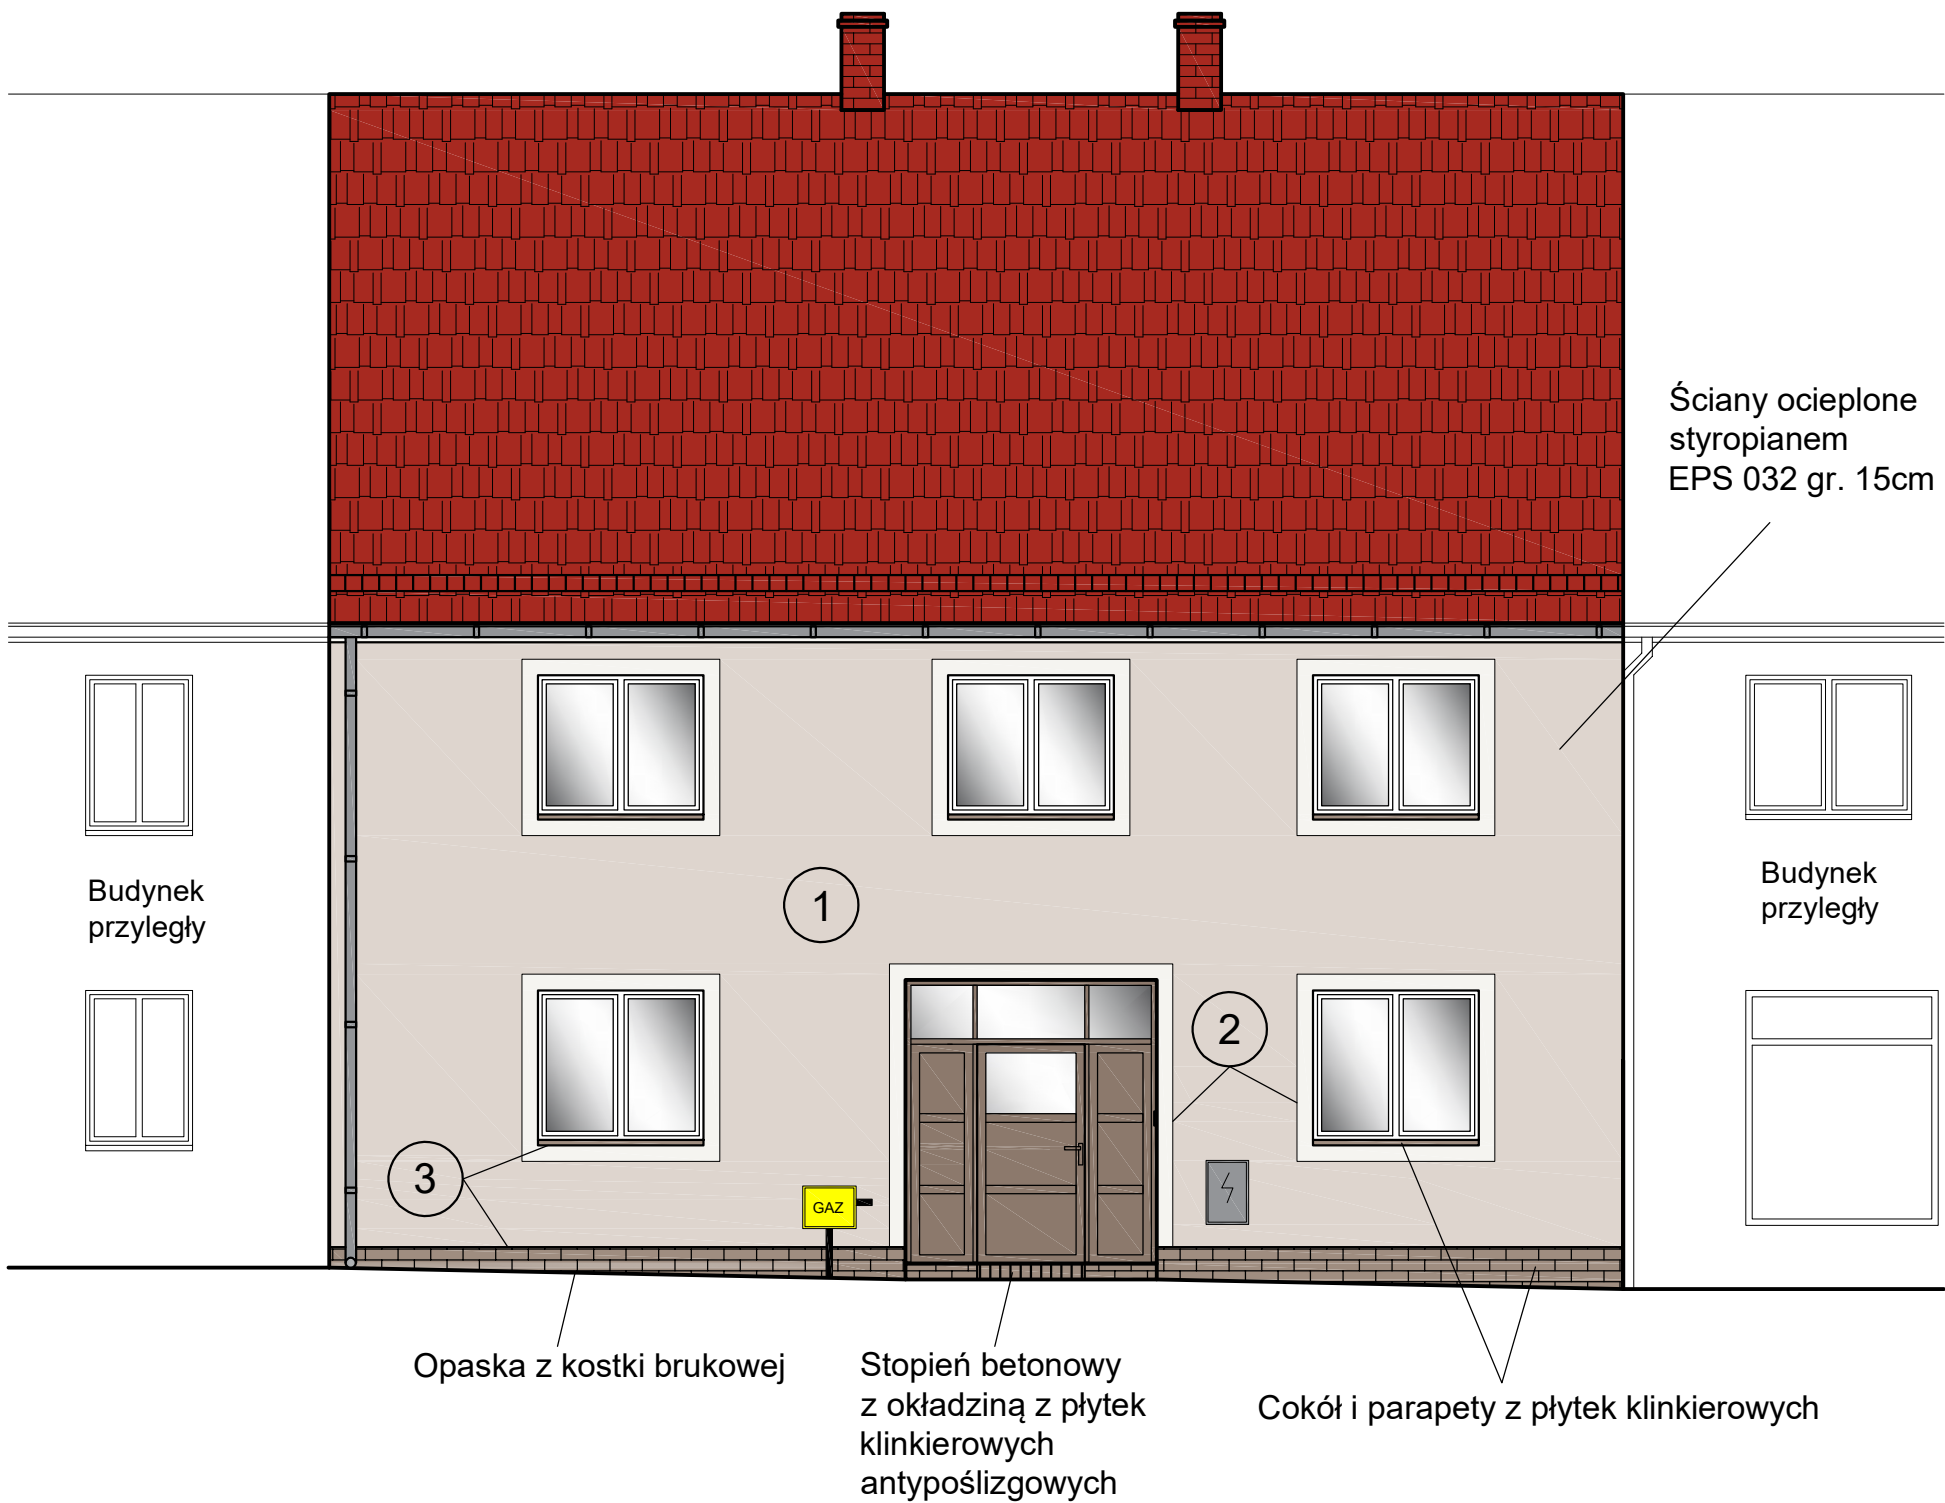 Ściany ocieplone
styropianem
EPS 032 gr. 15cm
Budynek
przyległy
1
Budynek
przyległy
2
3
GAZ
Opaska z kostki brukowej
Stopień betonowy
z okładziną z płytek
klinkierowych
antypoślizgowych
Cokół i parapety z płytek klinkierowych